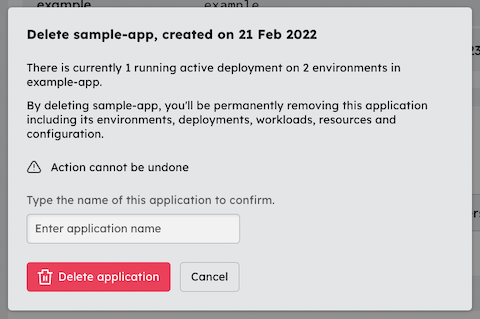 example example
Delete sample-app, created on 21 Feb 2022
There is currently 1 running active deployment on 2 environments in
example-app.
By deleting sample-app, you'll be permanently removing this application
including its environments, deployments, workloads, resources and
configuration.
Action cannot be undone
Type the name of this application to confirm.
Enter application name
Delete application Cancel